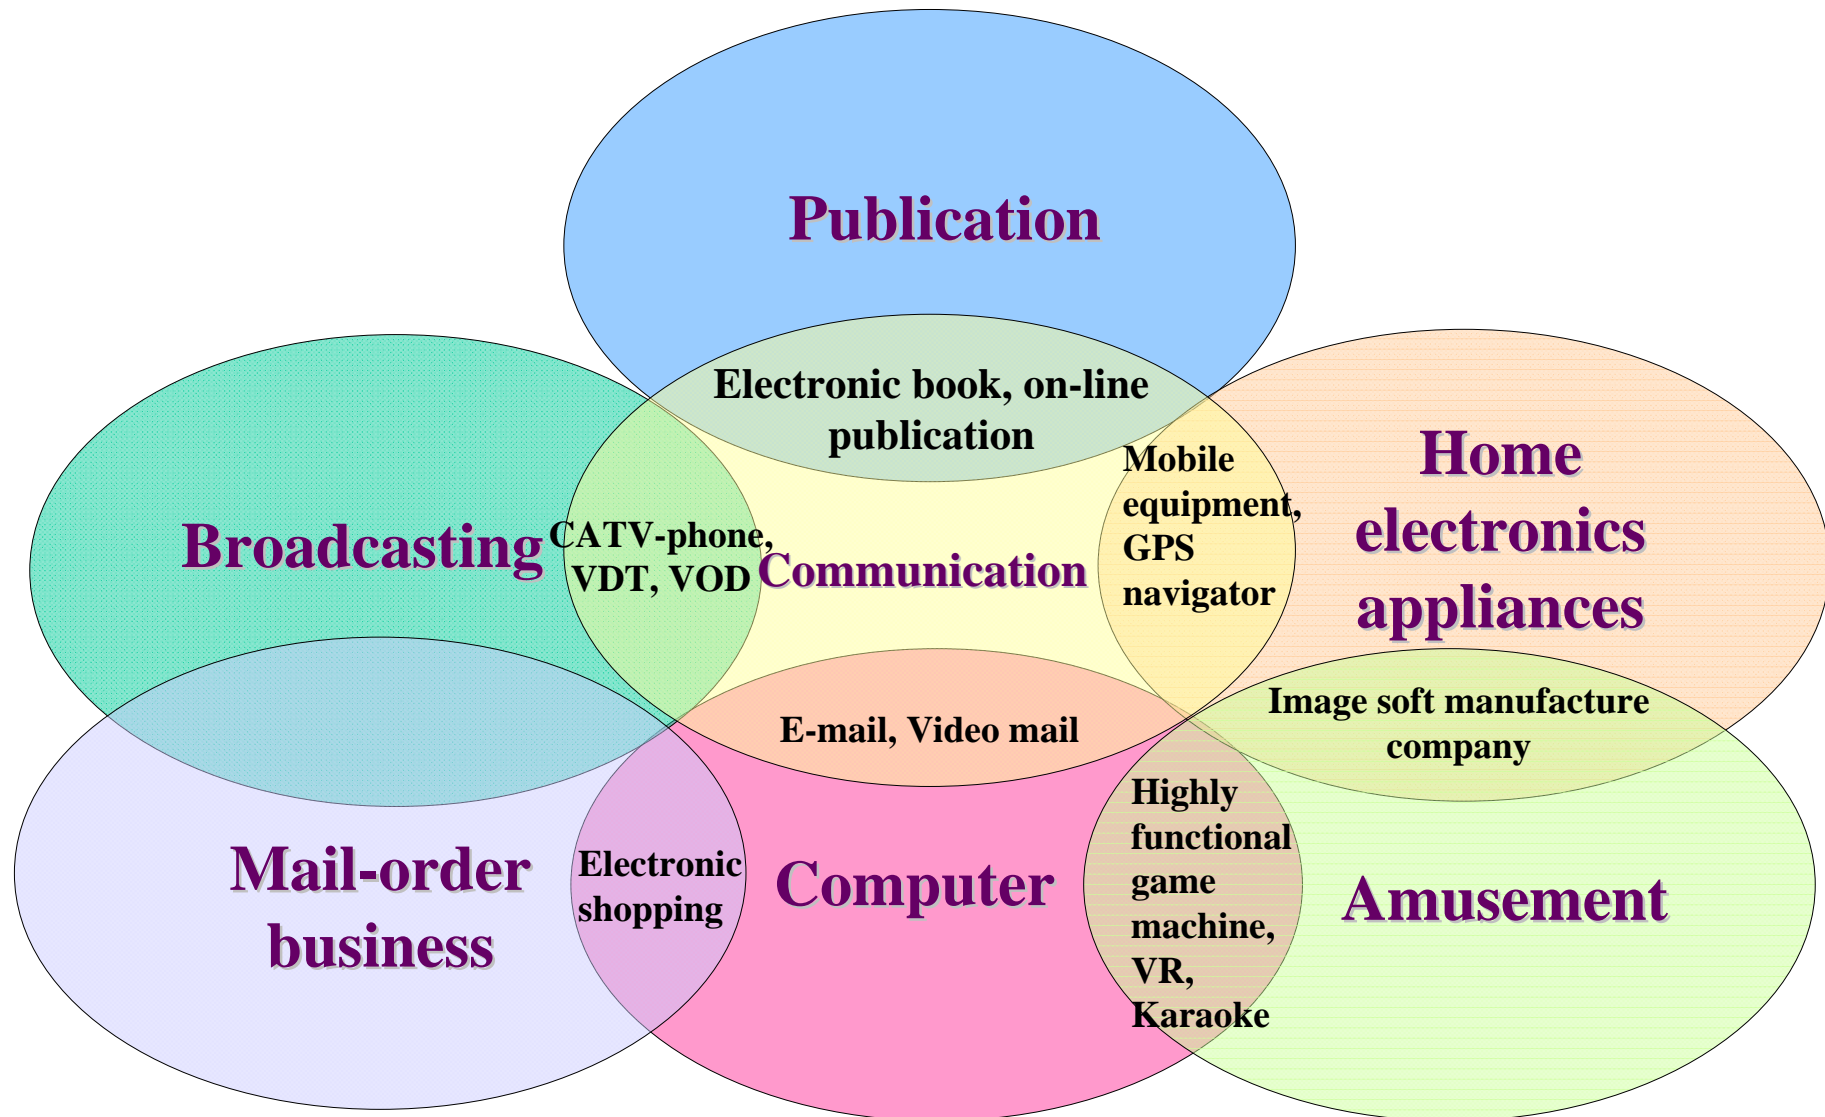 Publication
Electronic book, on-line
publication
Broadcasting
CATV-phone,
VDT, VOD
Communication
Mobile
equipment,
GPS
navigator
Home
electronics
appliances
E-mail, Video mail
Image soft manufacture
company
Mail-order
business
Electronic
shopping
Computer
Highly
functional
game
machine,
VR,
Karaoke
Amusement